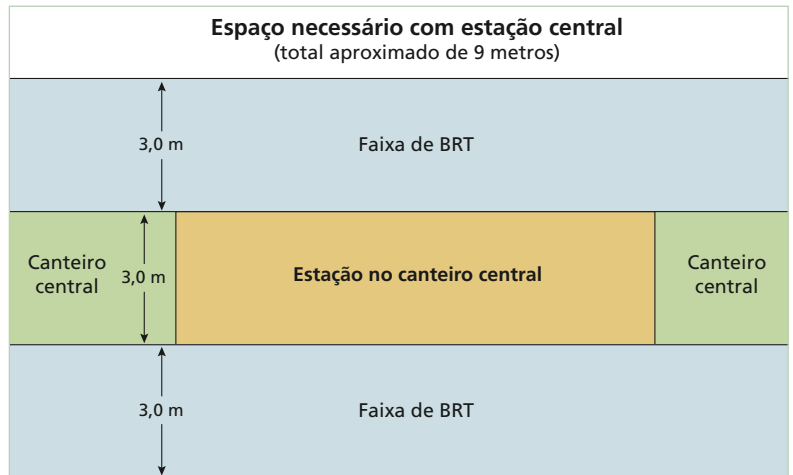 Espaço necessário com estação central
(total aproximado de 9 metros)
3,0 m
Faixa de BRT
Canteiro
central
3,0 m
Estação no canteiro central
Canteiro
central
3,0 m
Faixa de BRT